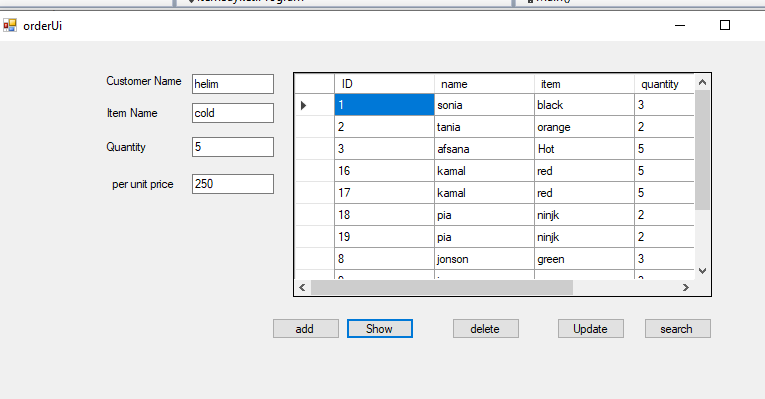 orderUi
Customer Name helim
Item Name cold
Quantity 5
per unit price 250
ID name item quantity
1 sonia black 3
2 tania orange 2
3 afsana Hot 5
16 kamal red 5
17 kamal red 5
18 pia ninjk 2
19 pia ninjk 2
8 jonson green 3
add Show delete Update search